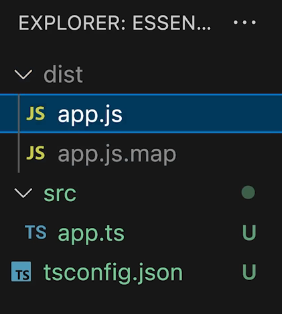 EXPLORER: ESSEN... ...
dist
JS app.js
JS app.js.map
src
TS app.ts U
TS tsconfig.json U